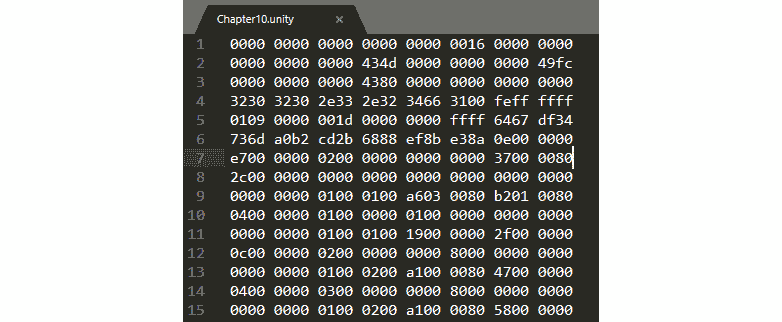 Chapter10.unity ×
1 0000 0000 0000 0000 0000 0016 0000 0000
2 0000 0000 0000 434d 0000 0000 0000 49fc
3 0000 0000 0000 4380 0000 0000 0000 0000
4 3230 3230 2e33 2e32 3466 3100 feff ffff
5 0109 0000 001d 0000 0000 ffff 6467 df34
6 736d a0b2 cd2b 6888 ef8b e38a 0e00 0000
7 e700 0000 0200 0000 0000 0000 3700 0080
8 2c00 0000 0000 0000 0000 0000 0000 0000
9 0000 0000 0100 0100 a603 0080 b201 0080
10 0400 0000 0100 0000 0100 0000 0000 0000
11 0000 0000 0100 0100 1900 0000 2f00 0000
12 0c00 0000 0200 0000 0000 8000 0000 0000
13 0000 0000 0100 0200 a100 0080 4700 0000
14 0400 0000 0300 0000 0000 8000 0000 0000
15 0000 0000 0100 0200 a100 0080 5800 0000